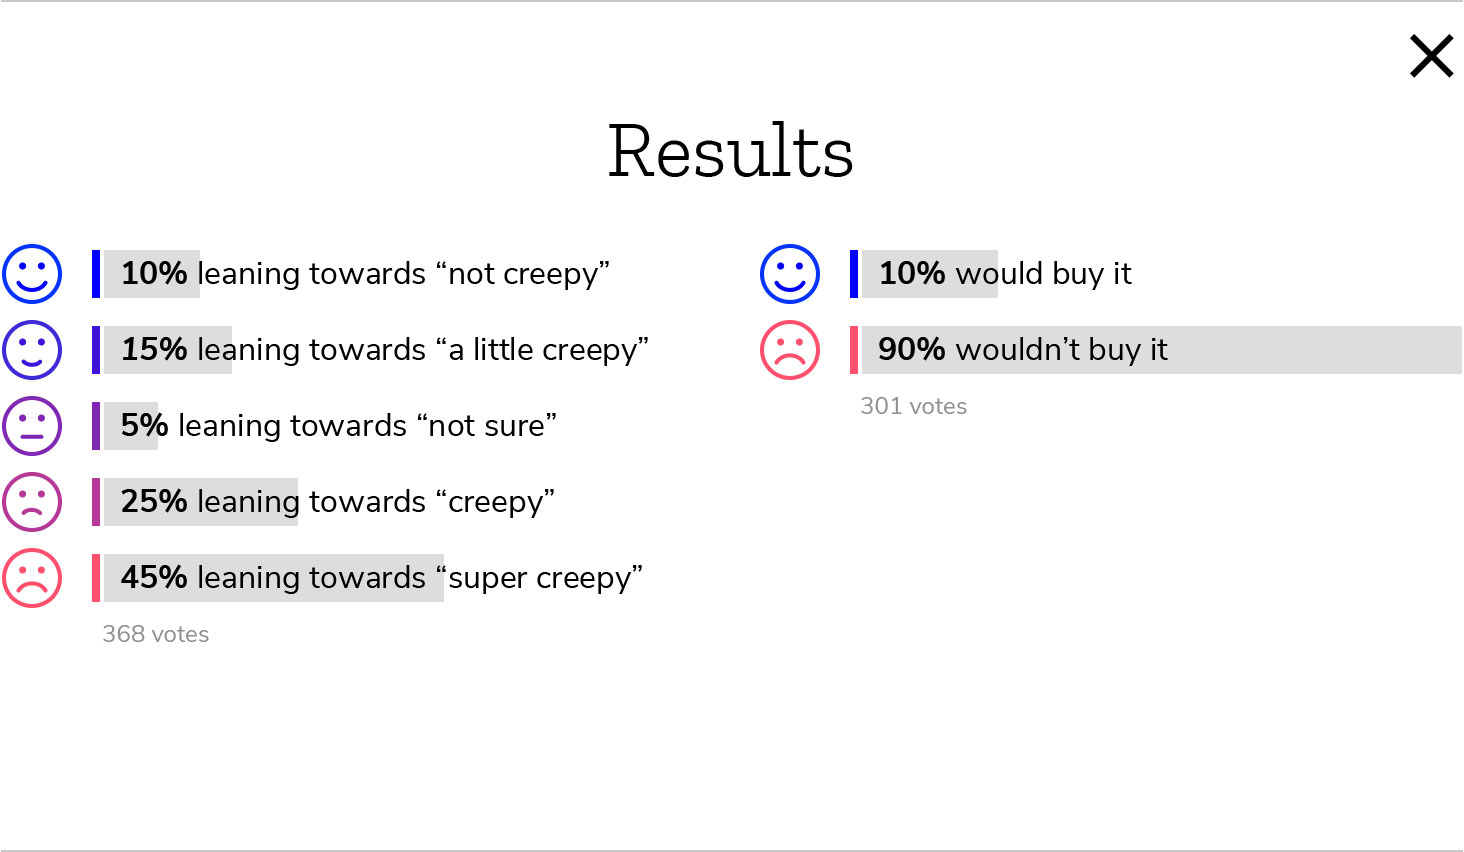 Results
10% leaning towards “not creepy”
15% leaning towards “a little creepy”
5% leaning towards “not sure”
25% leaning towards “creepy”
45% leaning towards “super creepy”
368 votes
10% would buy it
90% wouldn’t buy it
301 votes